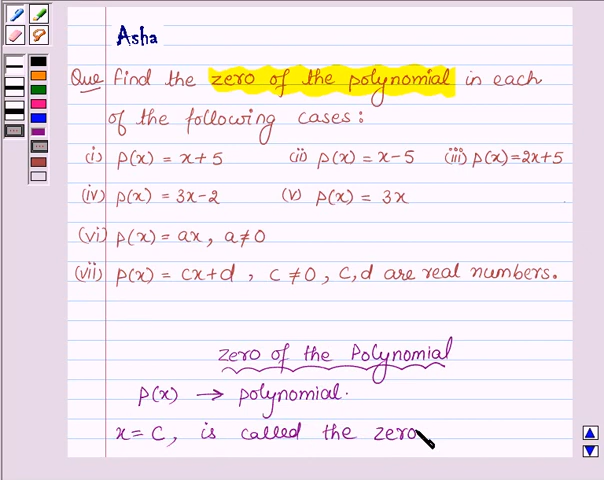 Asha
Que Find the zero of the polynomial in each
of the following cases:
(i) p(x) = x+5 (ii) p(x) = x-5 (iii) p(x)=2x+5
(iv) p(x) = 3x-2 (v) p(x) = 3x
(vi) p(x) = ax, a≠0
(vii) p(x) = cx+d, c≠0, c,d are real numbers.
zero of the Polynomial
p(x) → polynomial.
x=c, is called the zero